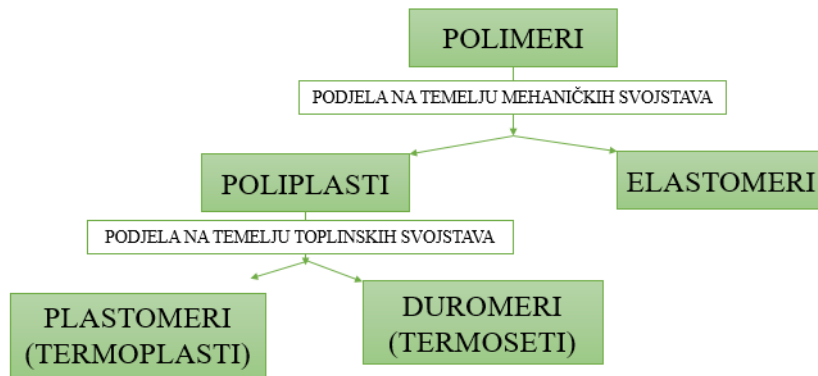 POLIMERI
PODJELA NA TEMELJU MEHANIČKIH SVOJSTAVA
POLIPLASTI
ELASTOMERI
PODJELA NA TEMELJU TOPLINSKIH SVOJSTAVA
PLASTOMERI
(TERMOPLASTI)
DUROMERI
(TERMOSETI)